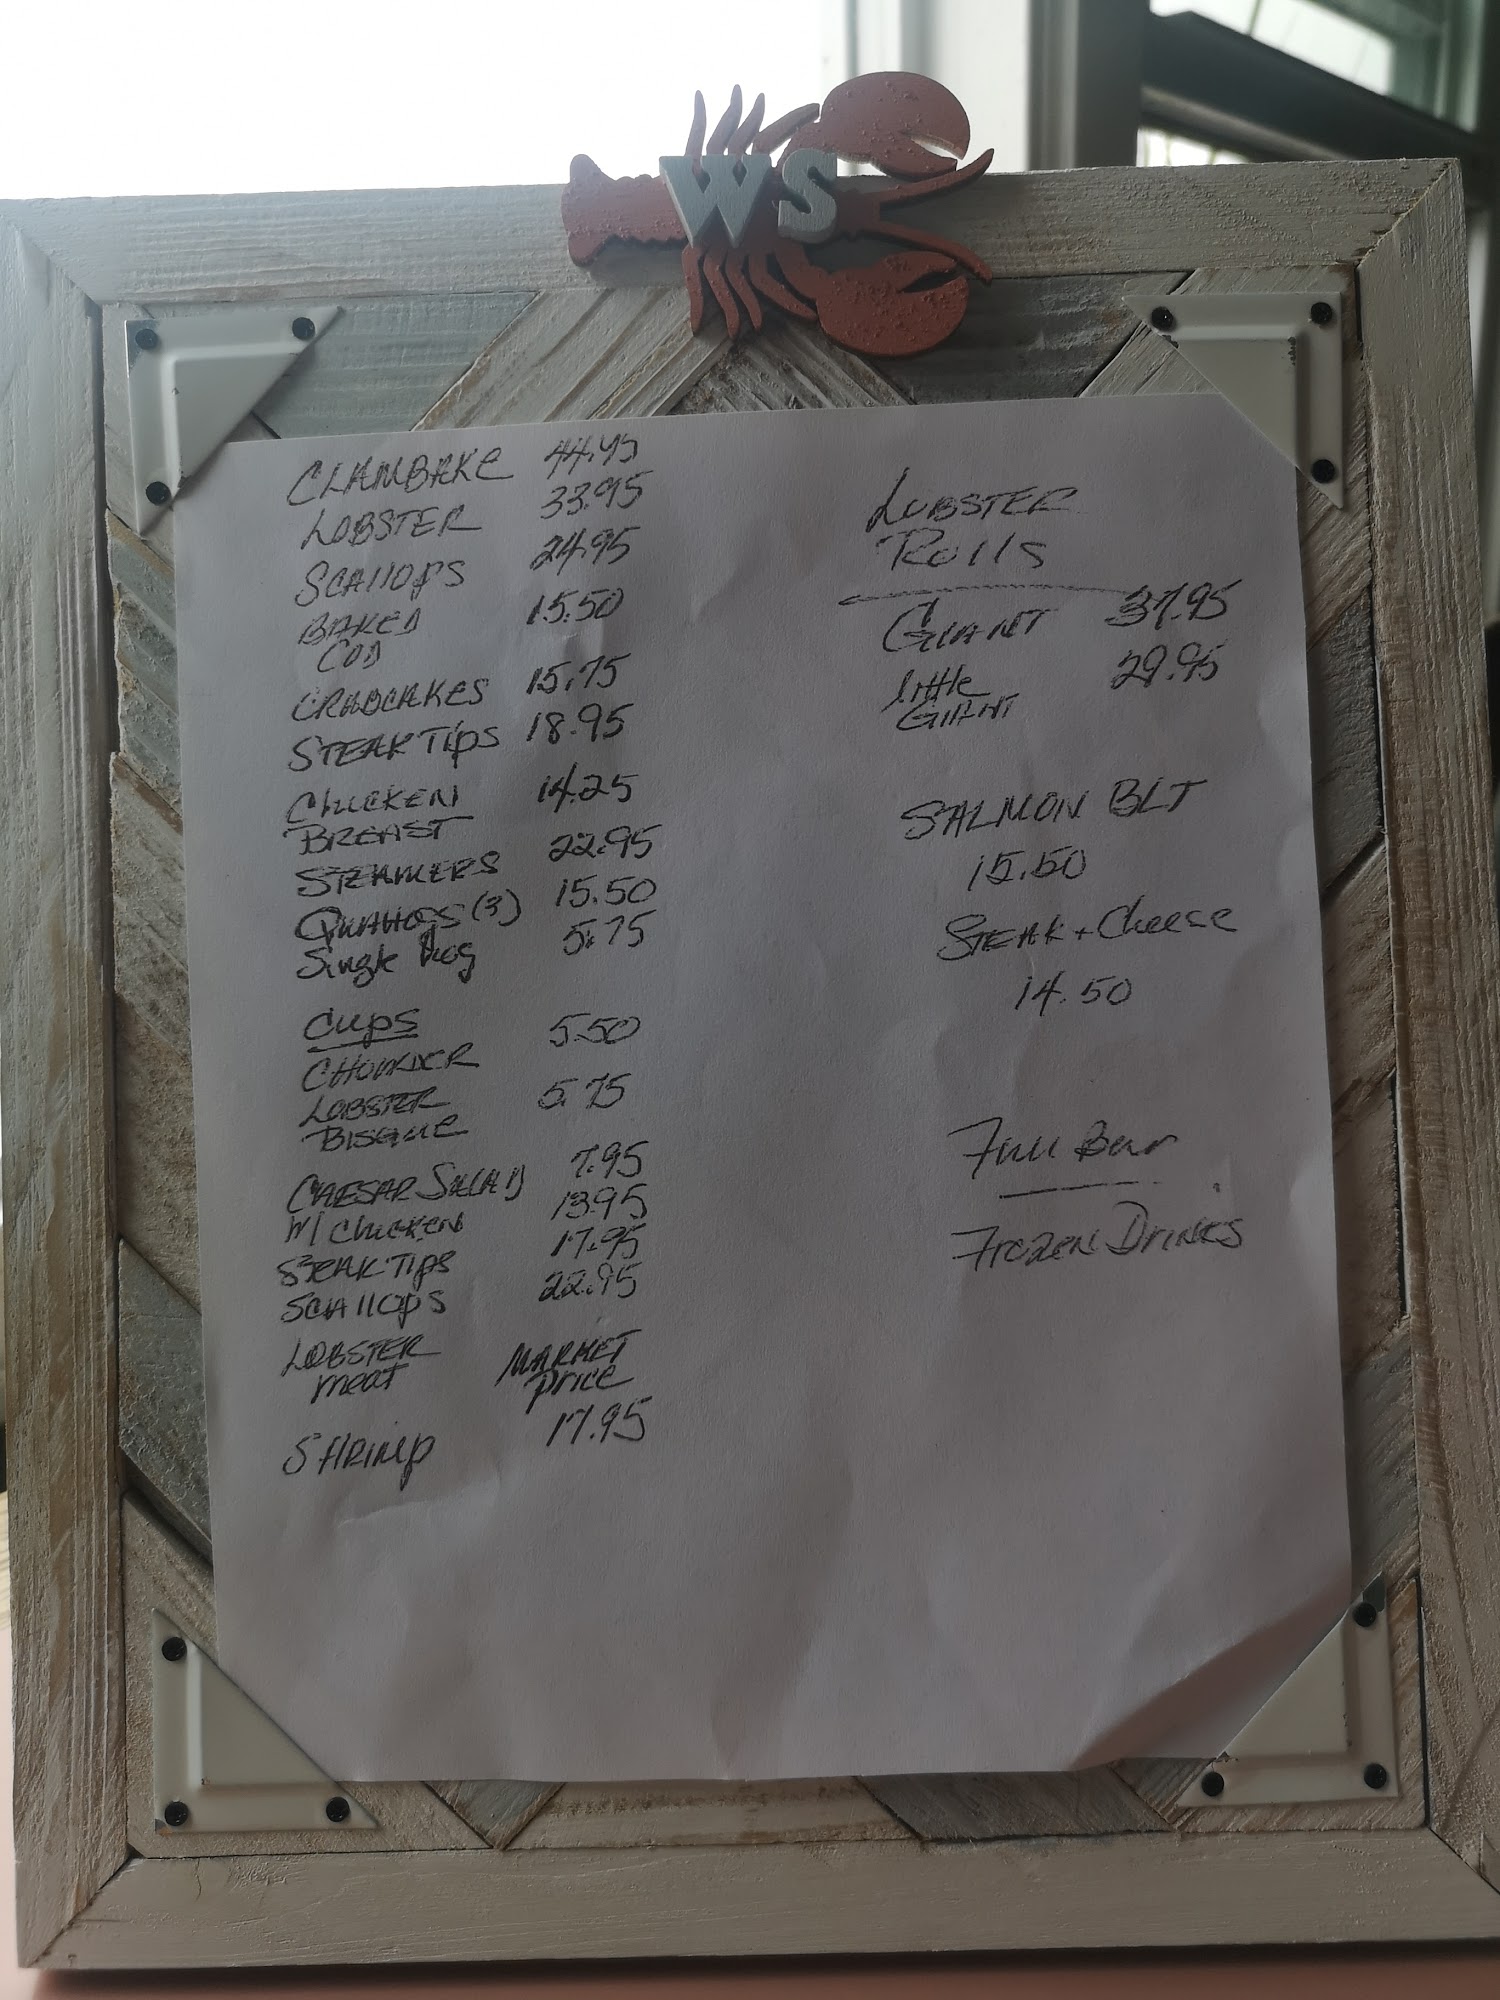 WS
CLAMBAKE 44.45
LOBSTER 33.95
SCAllOPS 24.95
BAKED 15.50
COD
CRABCAKES 15.75
STEAK TIPS 18.95
CHICKEN 14.25
BREAST
STEAMERS 22.95
QUAHOGS (3) 15.50
Single hog 5.75
Cups
CHOWDER 5.50
LOBSTER 5.75
BISQUE
CAESAR SALAD 7.95
W/ CHICKEN 13.95
STEAK TIPS 17.95
SCAllOPS 22.95
LOBSTER MARKET
meat price
SHRIMP 17.95
LOBSTER
ROllS
GIANT 37.95
little 29.95
GIANT
SALMON BLT
15.50
STEAK + Cheese
14.50
Full Bar
Frozen Drinks